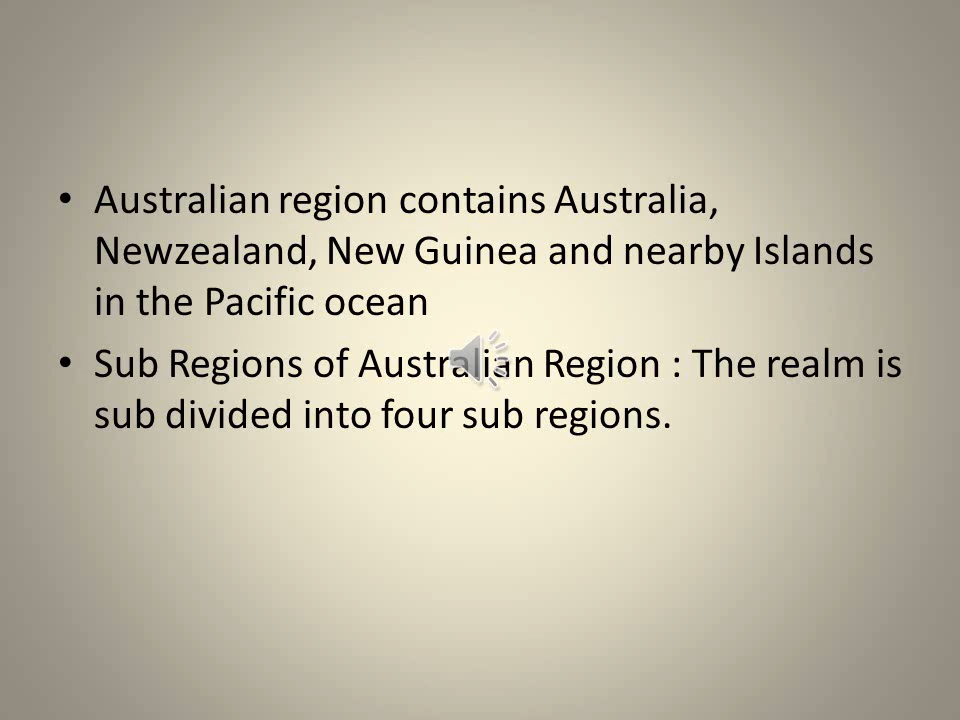 • Australian region contains Australia,
Newzealand, New Guinea and nearby Islands
in the Pacific ocean
• Sub Regions of Australian Region : The realm is
sub divided into four sub regions.